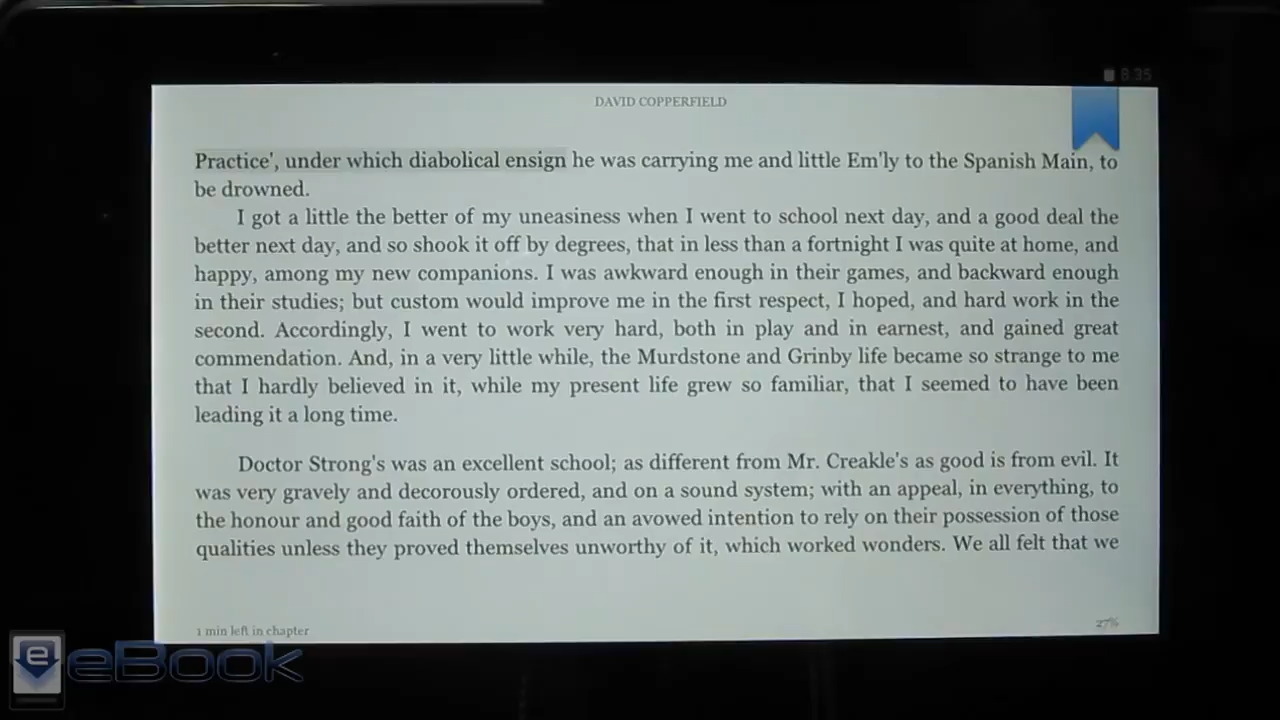 8:35
DAVID COPPERFIELD
Practice', under which diabolical ensign he was carrying me and little Em'ly to the Spanish Main, to
be drowned.
I got a little the better of my uneasiness when I went to school next day, and a good deal the
better next day, and so shook it off by degrees, that in less than a fortnight I was quite at home, and
happy, among my new companions. I was awkward enough in their games, and backward enough
in their studies; but custom would improve me in the first respect, I hoped, and hard work in the
second. Accordingly, I went to work very hard, both in play and in earnest, and gained great
commendation. And, in a very little while, the Murdstone and Grinby life became so strange to me
that I hardly believed in it, while my present life grew so familiar, that I seemed to have been
leading it a long time.
Doctor Strong's was an excellent school; as different from Mr. Creakle's as good is from evil. It
was very gravely and decorously ordered, and on a sound system; with an appeal, in everything, to
the honour and good faith of the boys, and an avowed intention to rely on their possession of those
qualities unless they proved themselves unworthy of it, which worked wonders. We all felt that we
1 min left in chapter
27%
e eBook